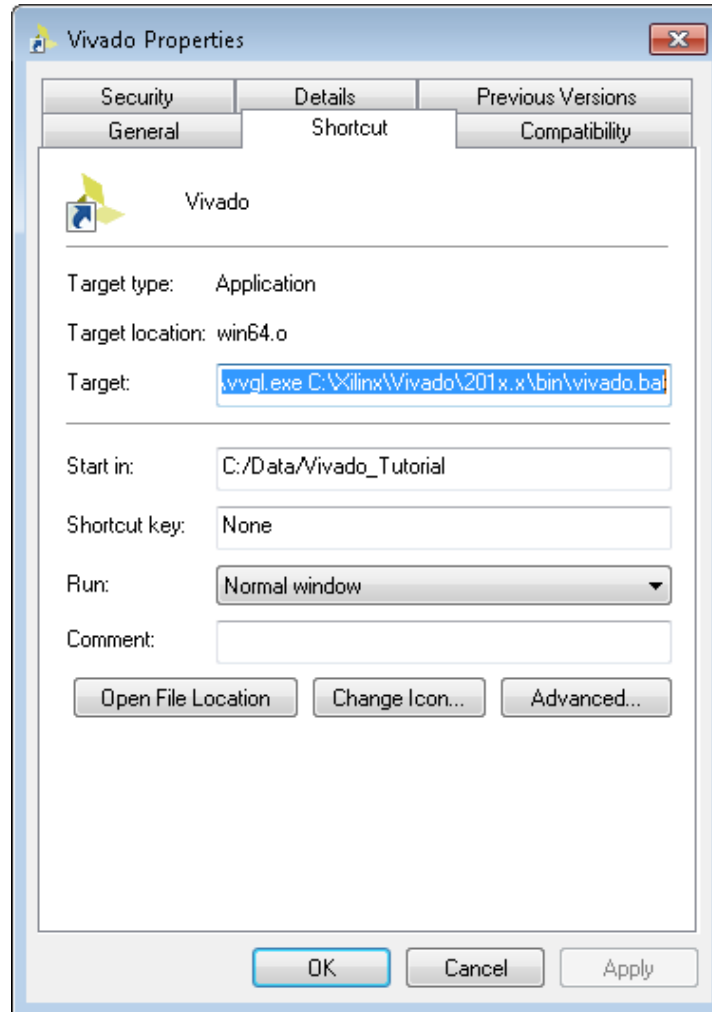 Vivado Properties
Security Details Previous Versions
General Shortcut Compatibility
Vivado
Target type: Application
Target location: win64.o
Target: \vvgl.exe C:\Xilinx\Vivado\201x.x\bin\vivado.bat
Start in: C:/Data/Vivado_Tutorial
Shortcut key: None
Run: Normal window
Comment:
Open File Location Change Icon... Advanced...
OK Cancel Apply